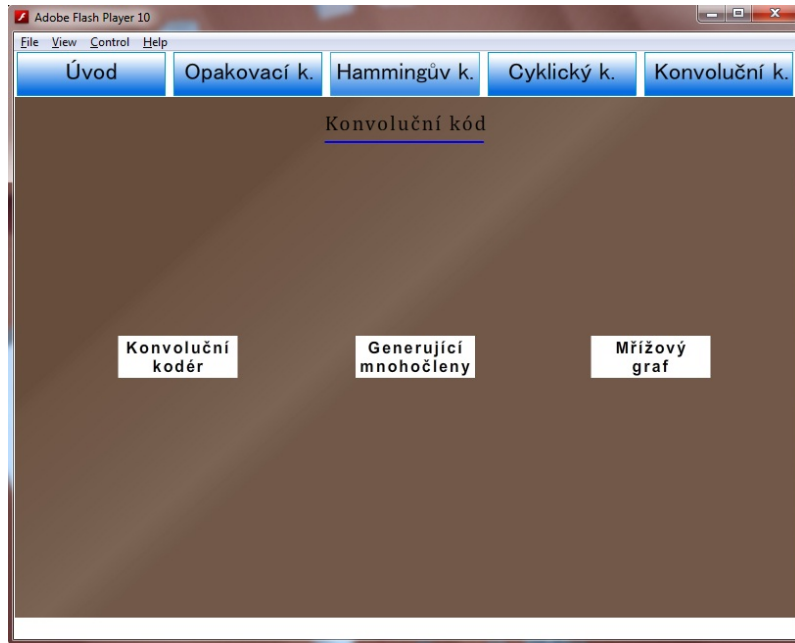 Adobe Flash Player 10
File View Control Help
Úvod
Opakovací k.
Hammingův k.
Cyklický k.
Konvoluční k.
Konvoluční kód
Konvoluční
kodér
Generující
mnohočleny
Mřížový
graf